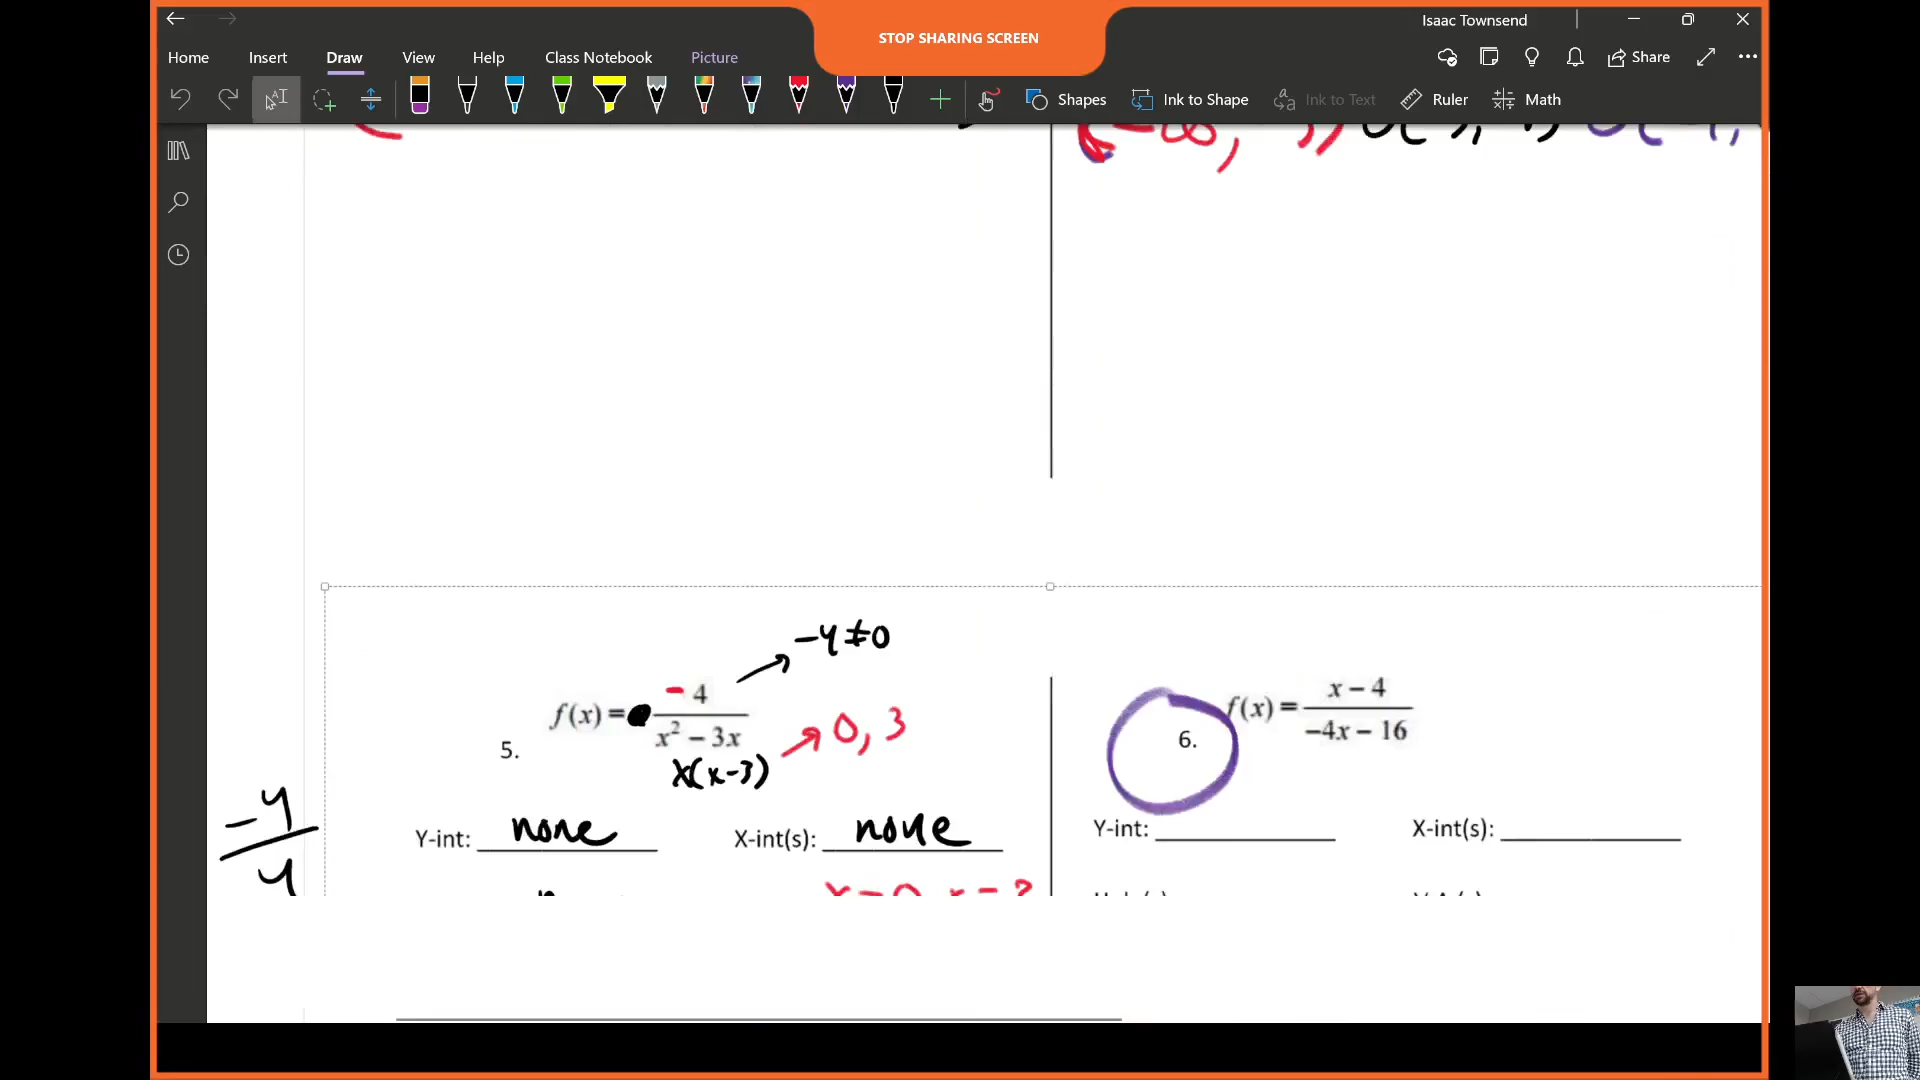 Isaac Townsend
STOP SHARING SCREEN
Home Insert Draw View Help Class Notebook Picture
Share
Shapes Ink to Shape Ink to Text Ruler Math
-4≠0
f(x) = -4
x² - 3x
0, 3
5.
x(x-3)
f(x) = x - 4
-4x - 16
6.
-4
4
Y-int: none X-int(s): none
Y-int: X-int(s):